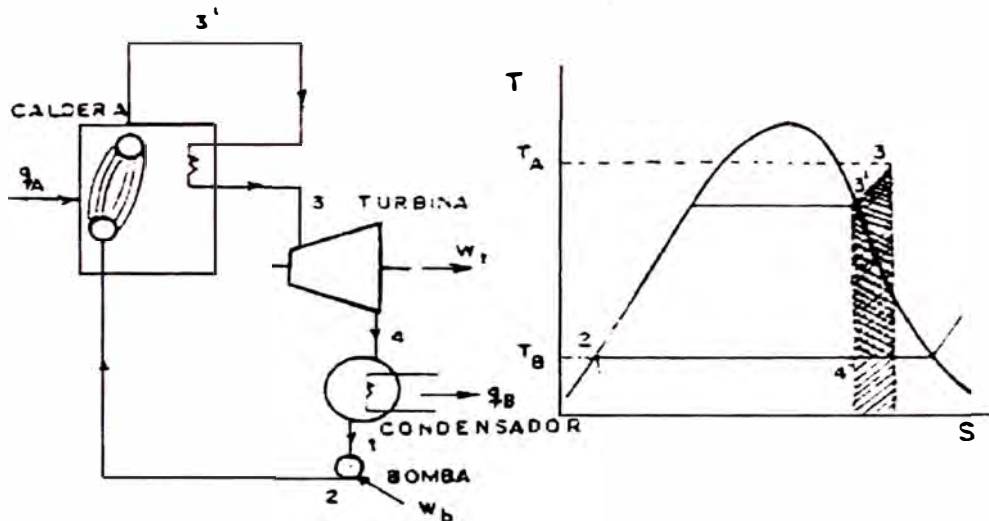 3'
CALDERA
qA
3 TURBINA
Wt
4
qB
1
CONDENSADOR
BOMBA
2
Wb
T
TA
3
3'
2
TB
1
4'
S